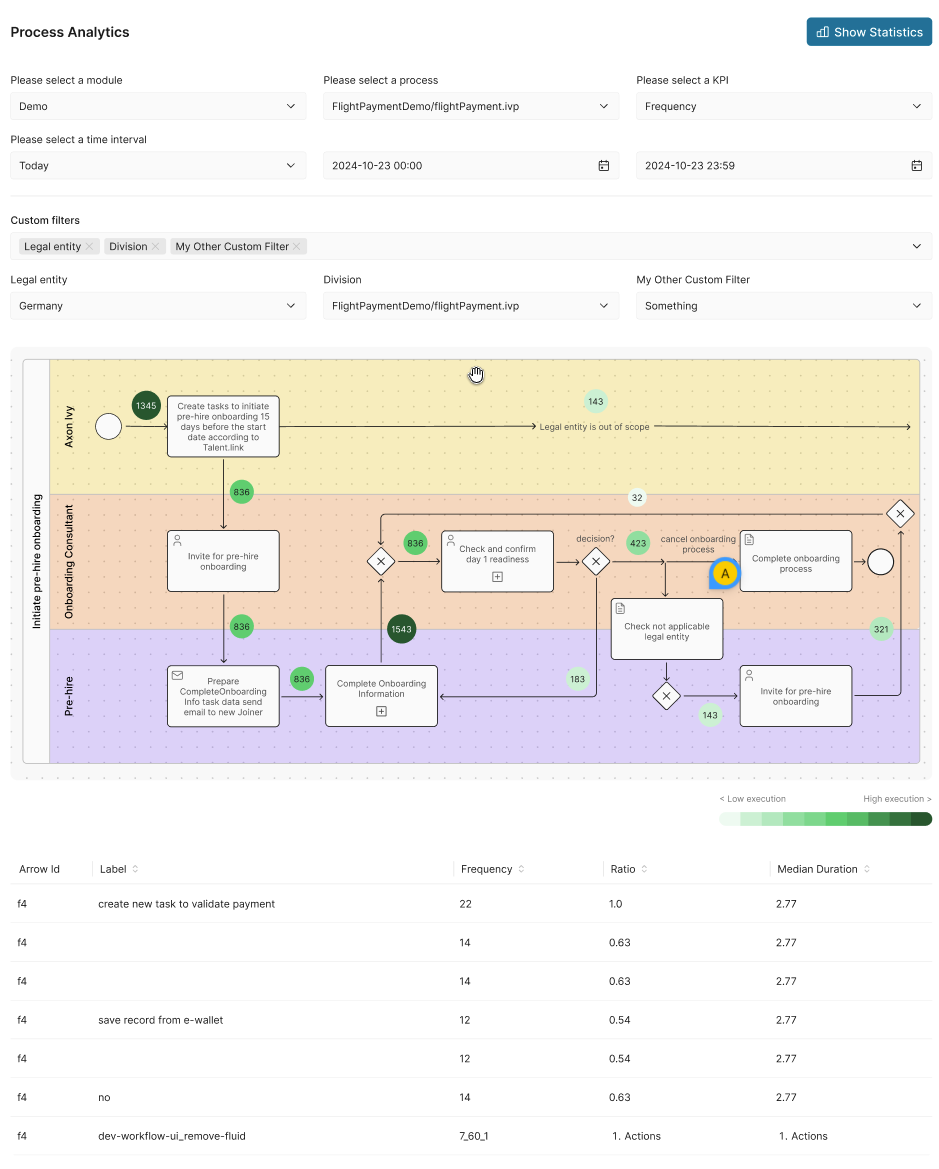 Process Analytics
Show Statistics
Please select a module
Please select a process
Please select a KPI
Demo
FlightPaymentDemo/flightPayment.ivp
Frequency
Please select a time interval
Today
2024-10-23 00:00
2024-10-23 23:59
Custom filters
Legal entity
Division
My Other Custom Filter
Legal entity
Division
My Other Custom Filter
Germany
FlightPaymentDemo/flightPayment.ivp
Something
Initiate pre-hire onboarding
Axon Ivy
1345
Create tasks to initiate
pre-hire onboarding 15
days before the start
date according to
Talent.link
143
Legal entity is out of scope
836
Onboarding Consultant
32
Invite for pre-hire
onboarding
836
Check and confirm
day 1 readiness
decision?
423
cancel onboarding
process
Complete onboarding
process
A
Check not applicable
legal entity
836
1543
321
Pre-hire
Prepare
CompleteOnboarding
Info task data send
email to new Joiner
836
Complete Onboarding
Information
183
143
Invite for pre-hire
onboarding
< Low execution
High execution >
Arrow Id
Label
Frequency
Ratio
Median Duration
f4
create new task to validate payment
22
1.0
2.77
f4
14
0.63
2.77
f4
14
0.63
2.77
f4
save record from e-wallet
12
0.54
2.77
f4
12
0.54
2.77
f4
no
14
0.63
2.77
f4
dev-workflow-ui_remove-fluid
7_60_1
1. Actions
1. Actions